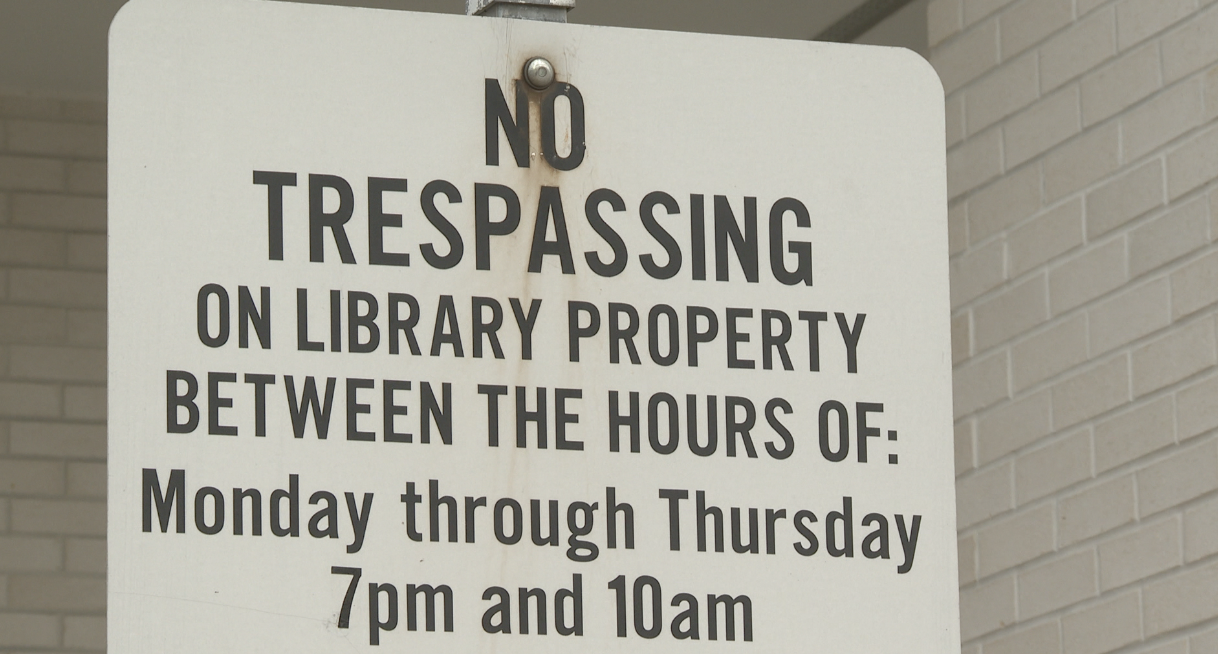 NO
TRESPASSING
ON LIBRARY PROPERTY
BETWEEN THE HOURS OF:
Monday through Thursday
7pm and 10am